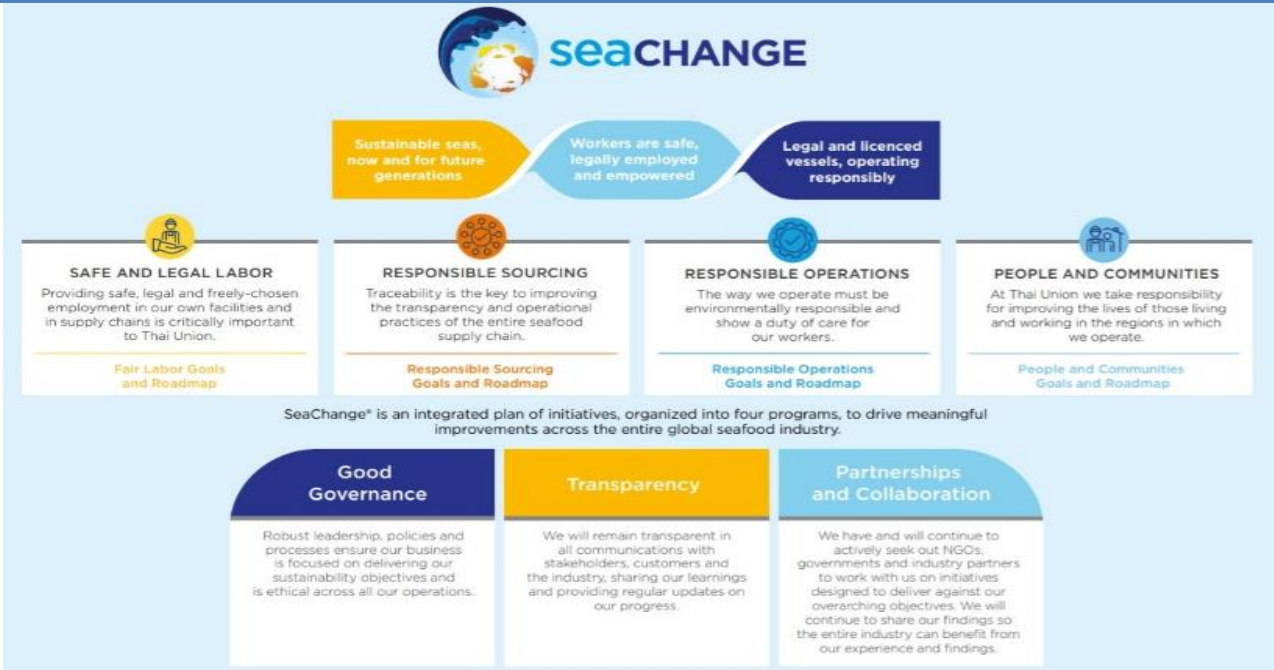 seaCHANGE
Sustainable seas,
now and for future
generations
Workers are safe,
legally employed
and empowered
Legal and licenced
vessels, operating
responsibly
SAFE AND LEGAL LABOR
Providing safe, legal and freely-chosen
employment in our own facilities and
in supply chains is critically important
to Thai Union.
Fair Labor Goals
and Roadmap
RESPONSIBLE SOURCING
Traceability is the key to improving
the transparency and operational
practices of the entire seafood
supply chain.
Responsible Sourcing
Goals and Roadmap
RESPONSIBLE OPERATIONS
The way we operate must be
environmentally responsible and
show a duty of care for
our workers.
Responsible Operations
Goals and Roadmap
PEOPLE AND COMMUNITIES
At Thai Union we take responsibility
for improving the lives of those living
and working in the regions in which
we operate.
People and Communities
Goals and Roadmap
SeaChange® is an integrated plan of initiatives, organized into four programs, to drive meaningful
improvements across the entire global seafood industry.
Good
Governance
Robust leadership, policies and
processes ensure our business
is focused on delivering our
sustainability objectives and
is ethical across all our operations.
Transparency
We will remain transparent in
all communications with
stakeholders, customers and
the industry, sharing our learnings
and providing regular updates on
our progress.
Partnerships
and Collaboration
We have and will continue to
actively seek out NGOs,
governments and industry partners
to work with us on initiatives
designed to deliver against our
overarching objectives. We will
continue to share our findings so
the entire industry can benefit from
our experience and findings.